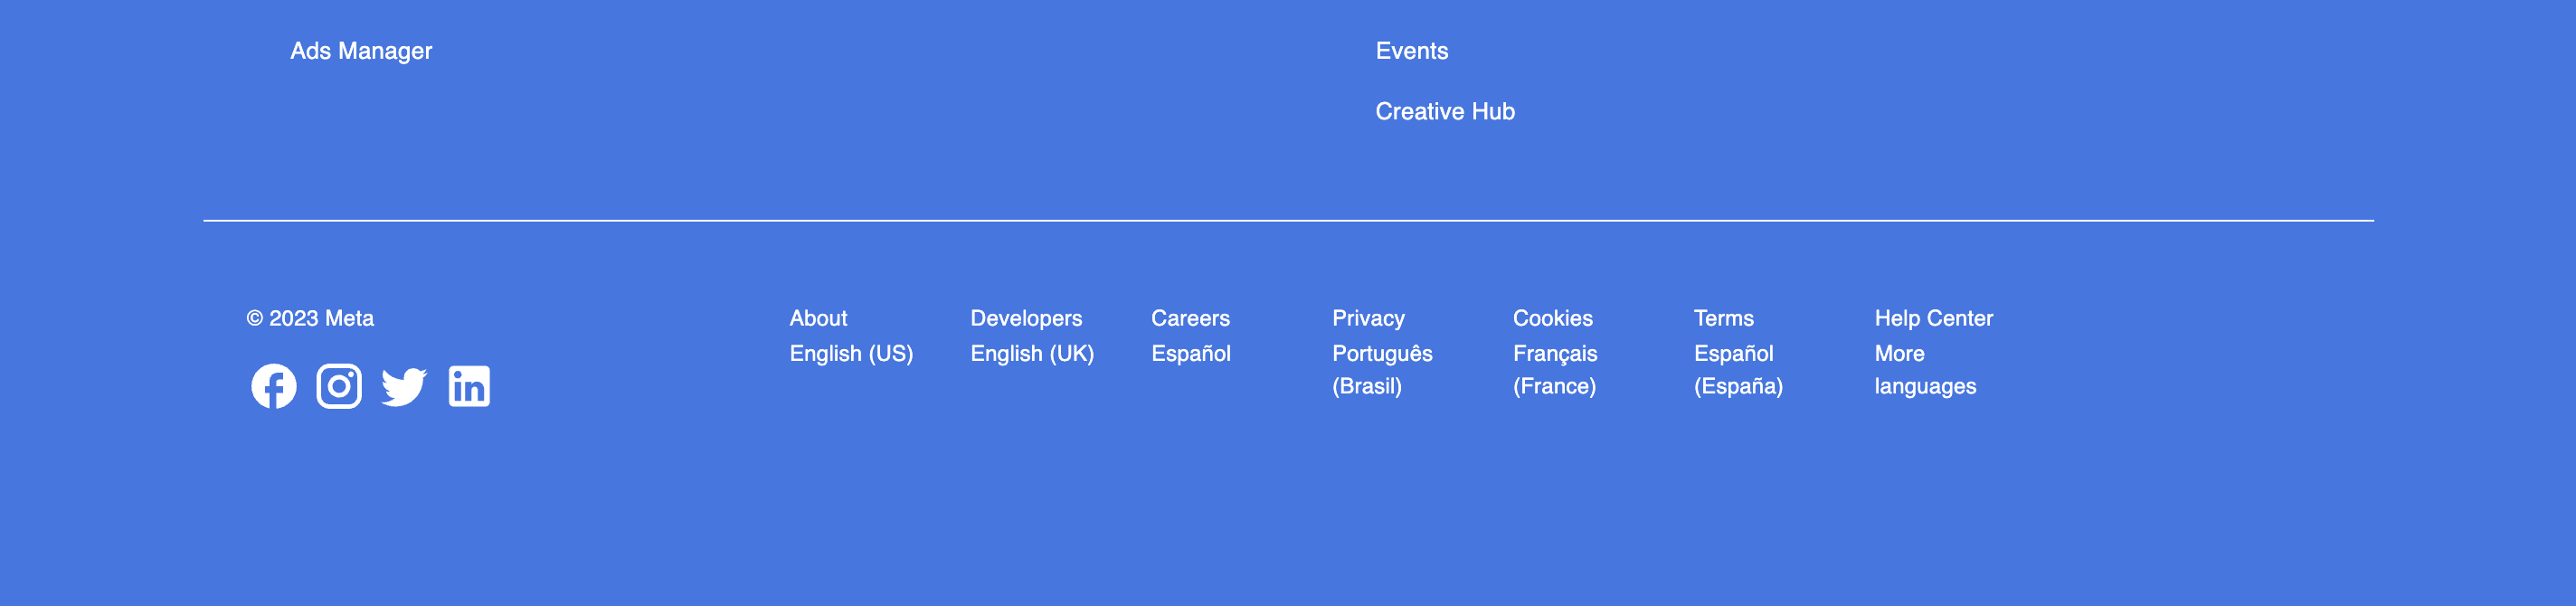 Ads Manager
Events
Creative Hub
© 2023 Meta
About
Developers
Careers
Privacy
Cookies
Terms
Help Center
English (US)
English (UK)
Español
Português
(Brasil)
Français
(France)
Español
(España)
More
languages